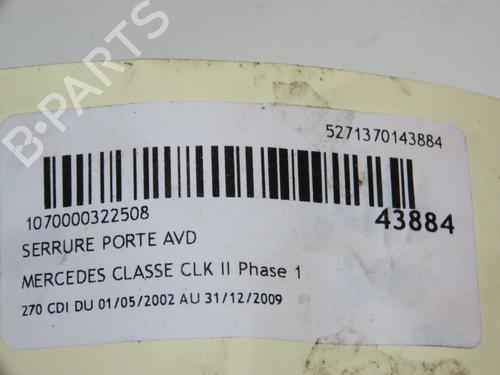 B-PARTS
5271370143884
1070000322508
43884
SERRURE PORTE AVD
MERCEDES CLASSE CLK II Phase 1
270 CDI DU 01/05/2002 AU 31/12/2009